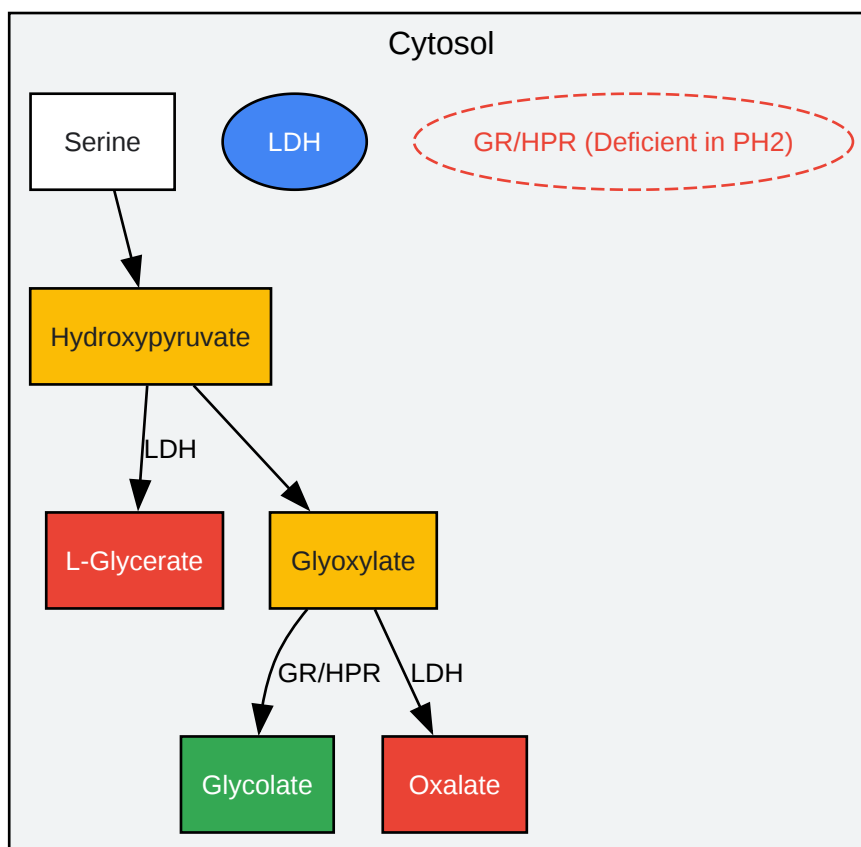 Cytosol
Serine
LDH
GR/HPR (Deficient in PH2)
Hydroxypyruvate
LDH
L-Glycerate
Glyoxylate
GR/HPR
LDH
Glycolate
Oxalate